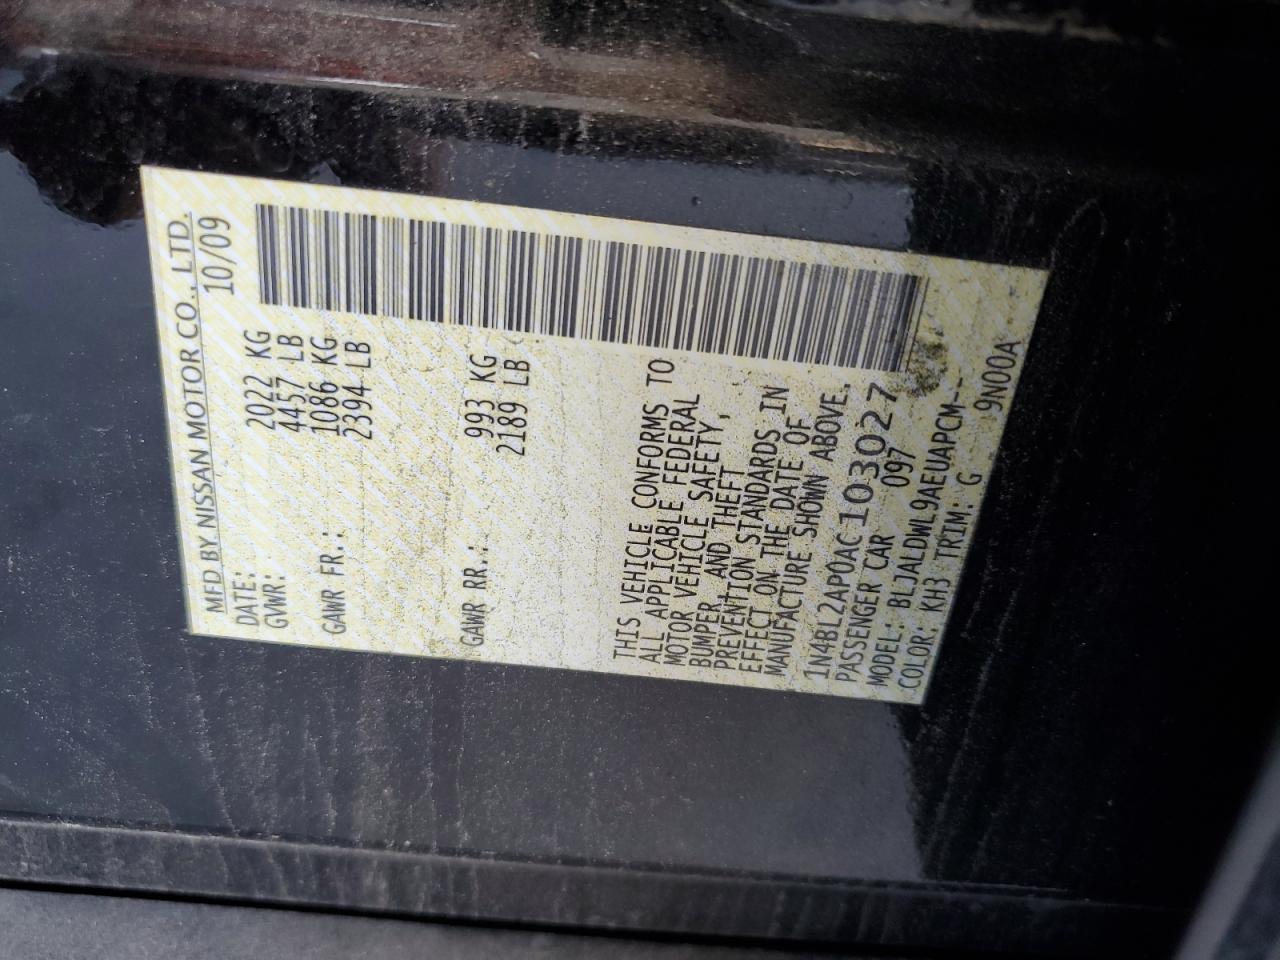 MFD BY NISSAN MOTOR CO., LTD.
DATE: 10/09
GVWR: 2022 KG
4457 LB
GAWR FR.: 1086 KG
2394 LB
GAWR RR.: 993 KG
2189 LB
THIS VEHICLE CONFORMS TO
ALL APPLICABLE FEDERAL
MOTOR VEHICLE SAFETY,
BUMPER AND THEFT
PREVENTION STANDARDS IN
EFFECT ON THE DATE OF
MANUFACTURE SHOWN ABOVE.
1N4BL2AP0AC103027
PASSENGER CAR 097
MODEL: BLJALDWL9AEUAPCM--
COLOR: KH3 TRIM: G 9N00A